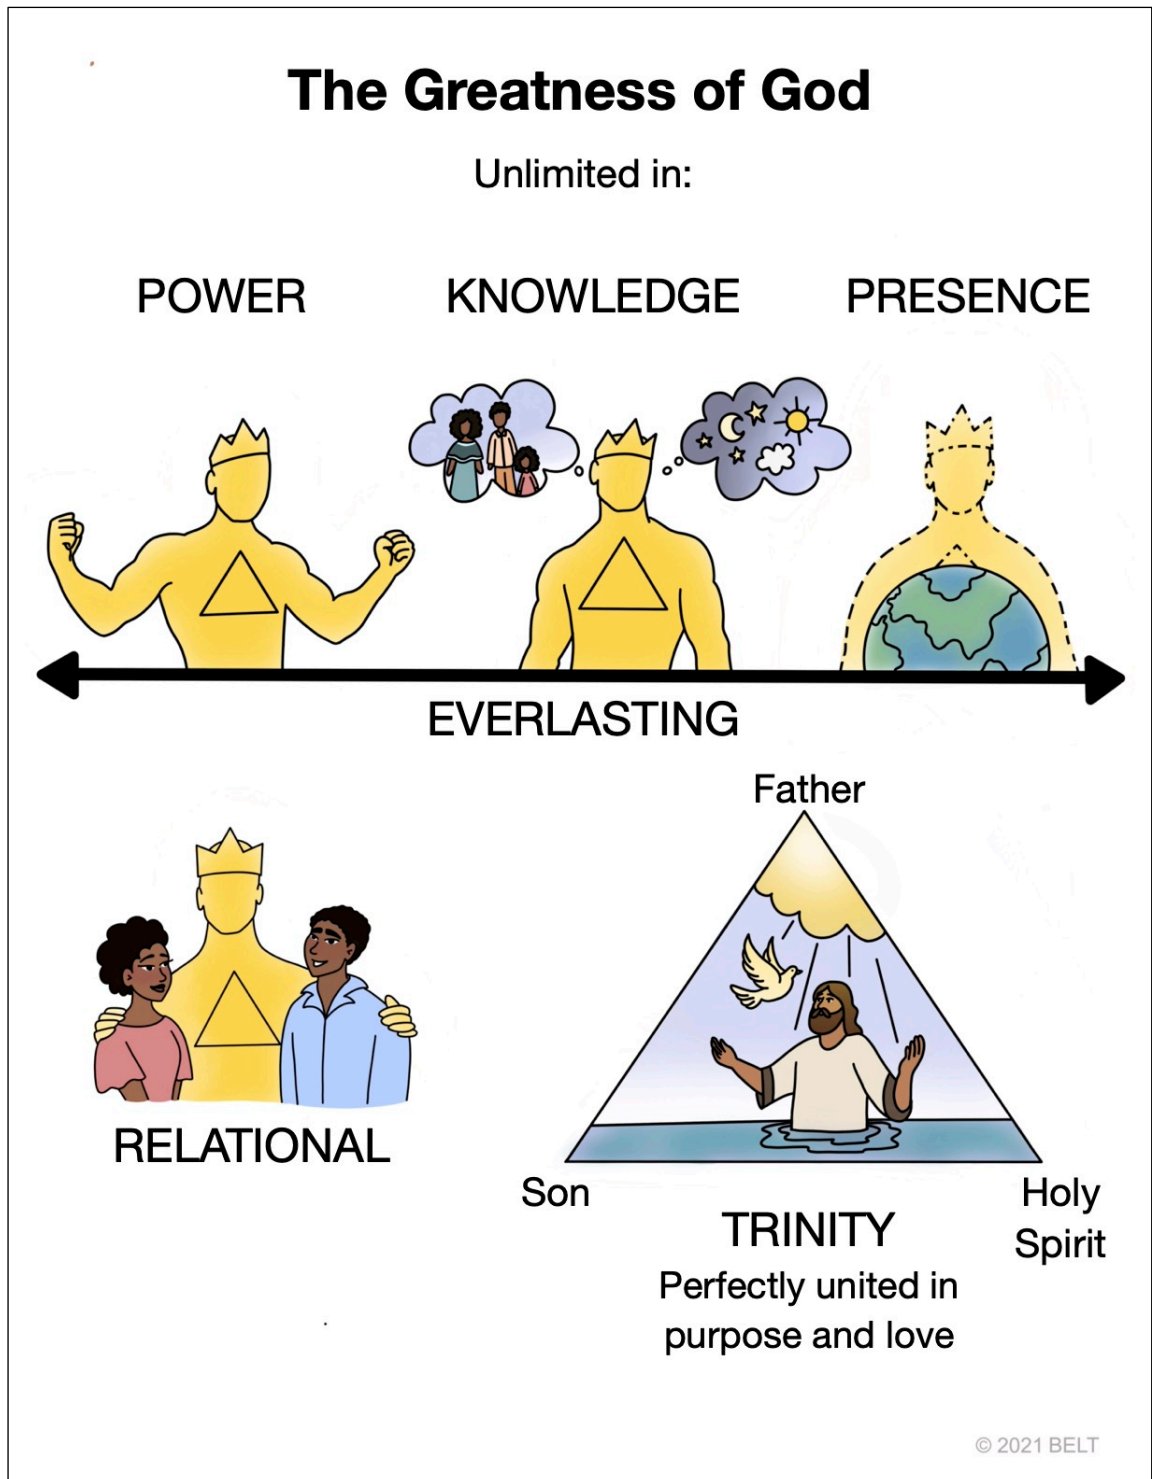 The Greatness of God
Unlimited in:
POWER
KNOWLEDGE
PRESENCE
EVERLASTING
Father
RELATIONAL
Son
Holy
Spirit
TRINITY
Perfectly united in
purpose and love
© 2021 BELT